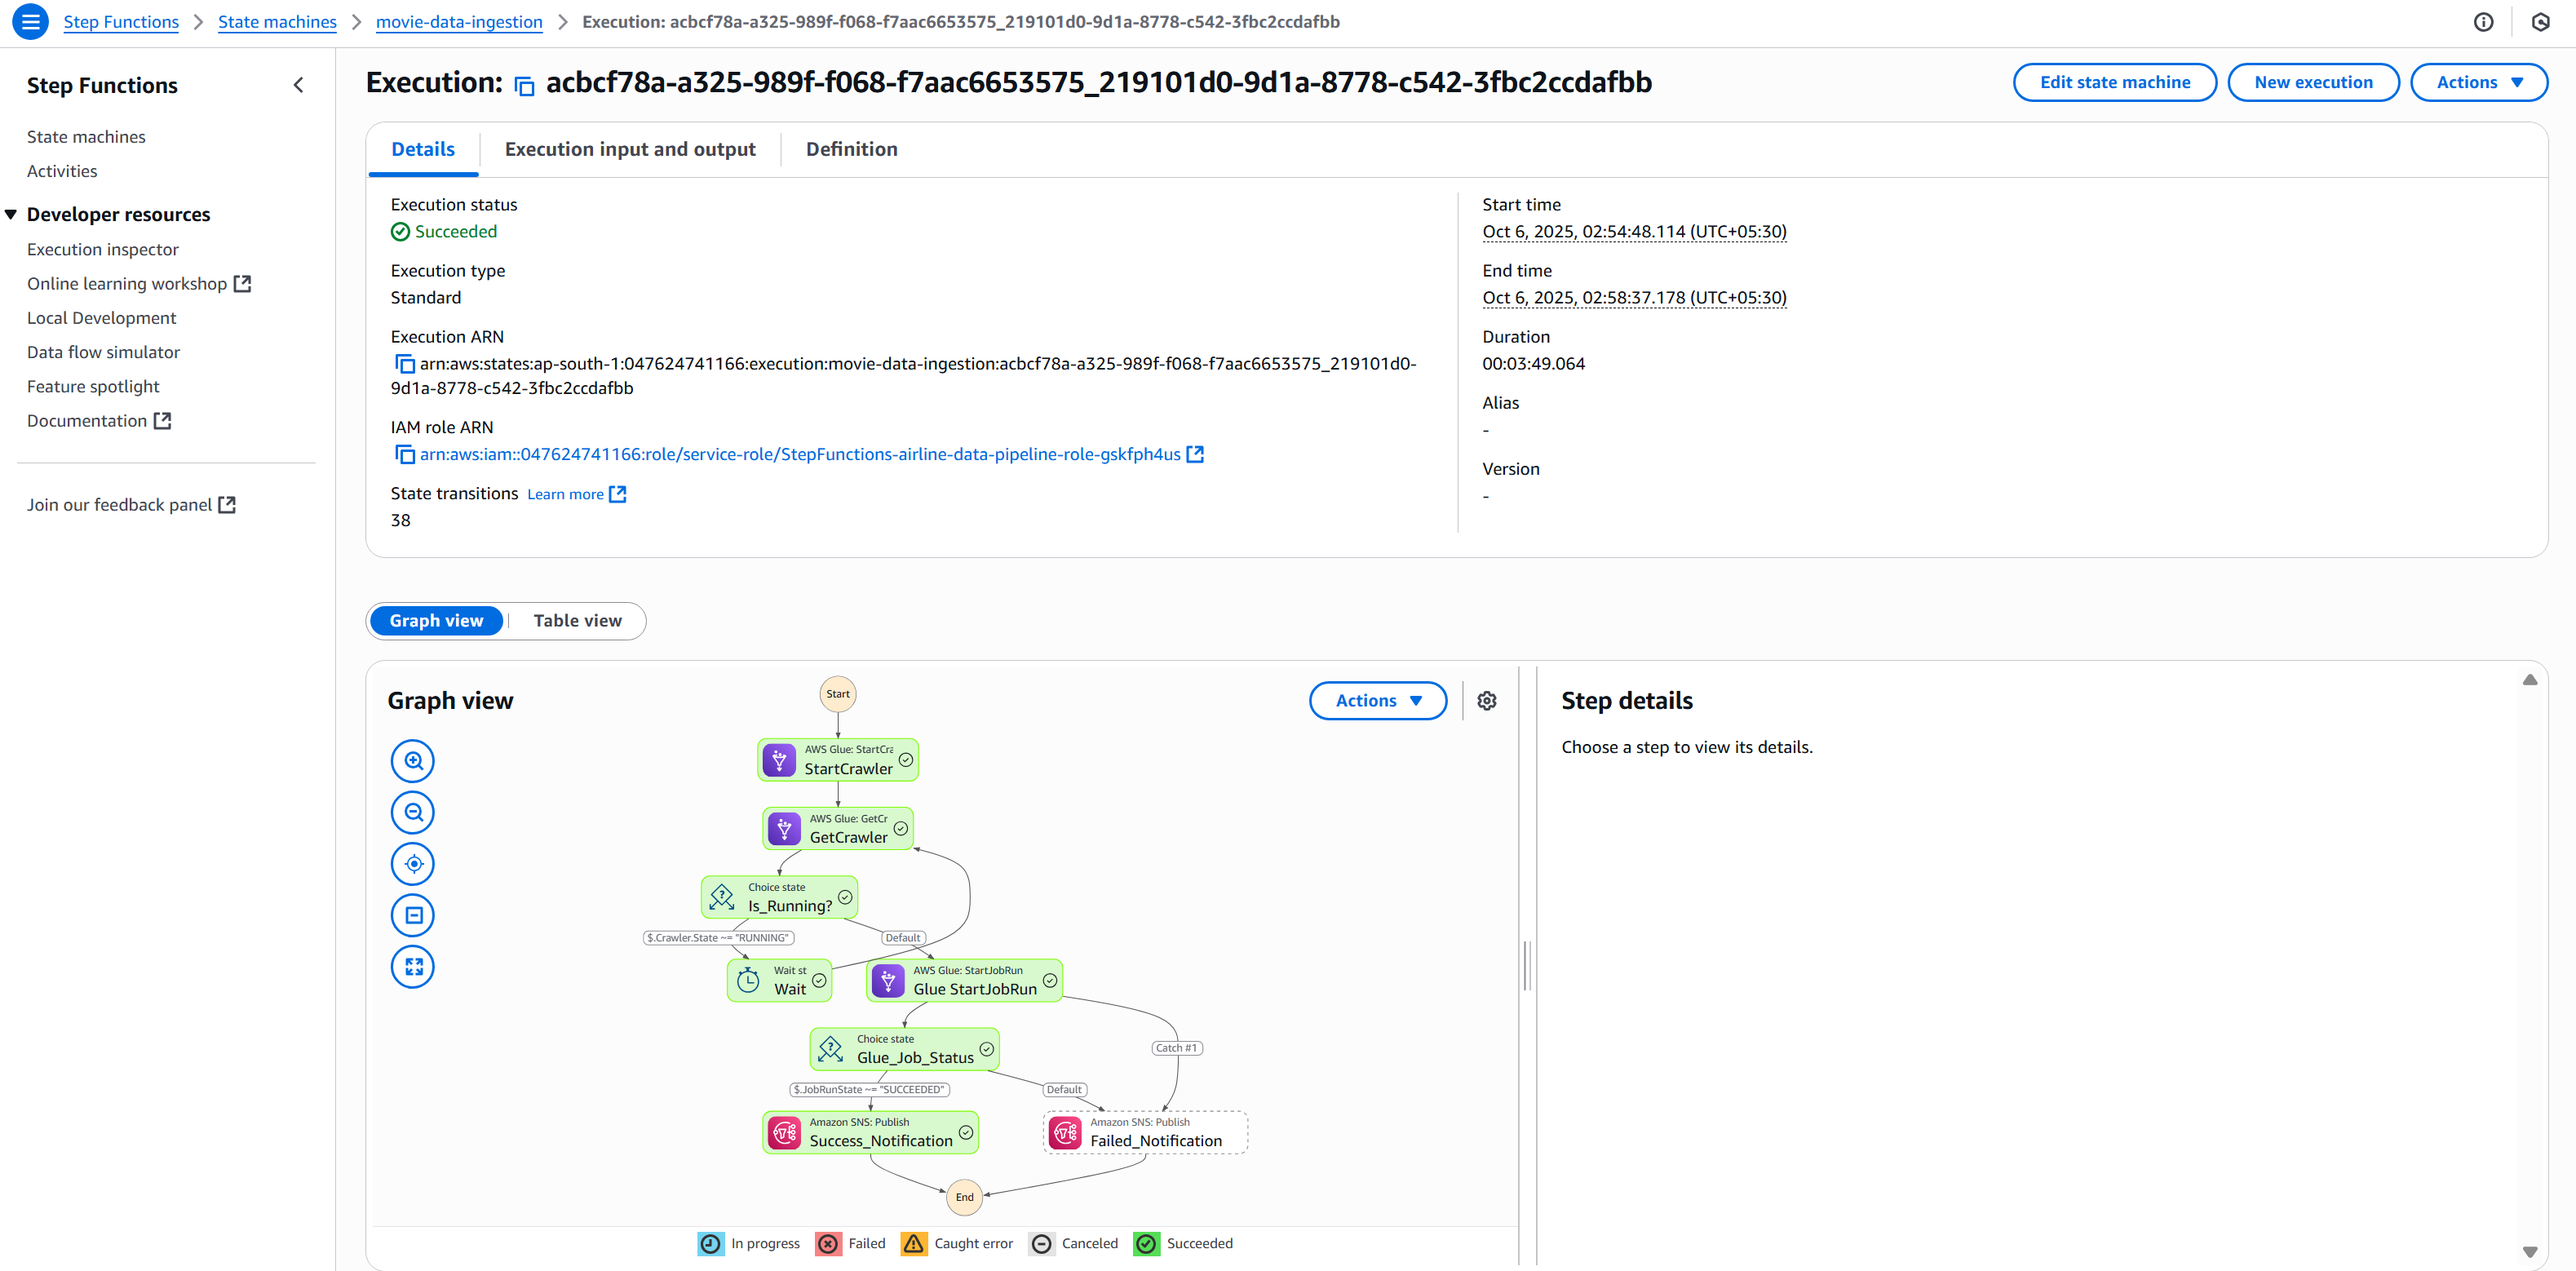 Step Functions > State machines > movie-data-ingestion > Execution: acbcf78a-a325-989f-f068-f7aac6653575_219101d0-9d1a-8778-c542-3fbc2ccdafbb
Step Functions
State machines
Activities
Developer resources
Execution inspector
Online learning workshop
Local Development
Data flow simulator
Feature spotlight
Documentation
Join our feedback panel
Execution: acbcf78a-a325-989f-f068-f7aac6653575_219101d0-9d1a-8778-c542-3fbc2ccdafbb
Edit state machine
New execution
Actions
Details
Execution input and output
Definition
Execution status
Succeeded
Execution type
Standard
Execution ARN
arn:aws:states:ap-south-1:047624741166:execution:movie-data-ingestion:acbcf78a-a325-989f-f068-f7aac6653575_219101d0-
9d1a-8778-c542-3fbc2ccdafbb
IAM role ARN
arn:aws:iam::047624741166:role/service-role/StepFunctions-airline-data-pipeline-role-gskfph4us
State transitions Learn more
38
Start time
Oct 6, 2025, 02:54:48.114 (UTC+05:30)
End time
Oct 6, 2025, 02:58:37.178 (UTC+05:30)
Duration
00:03:49.064
Alias
-
Version
-
Graph view
Table view
Graph view
Actions
Start
AWS Glue: StartCra
StartCrawler
AWS Glue: GetCr
GetCrawler
Choice state
Is_Running?
$.Crawler.State ~= "RUNNING"
Default
Wait st
Wait
AWS Glue: StartJobRun
Glue StartJobRun
Choice state
Glue_Job_Status
Catch #1
$.JobRunState ~= "SUCCEEDED"
Default
Amazon SNS: Publish
Success_Notification
Amazon SNS: Publish
Failed_Notification
End
In progress
Failed
Caught error
Canceled
Succeeded
Step details
Choose a step to view its details.